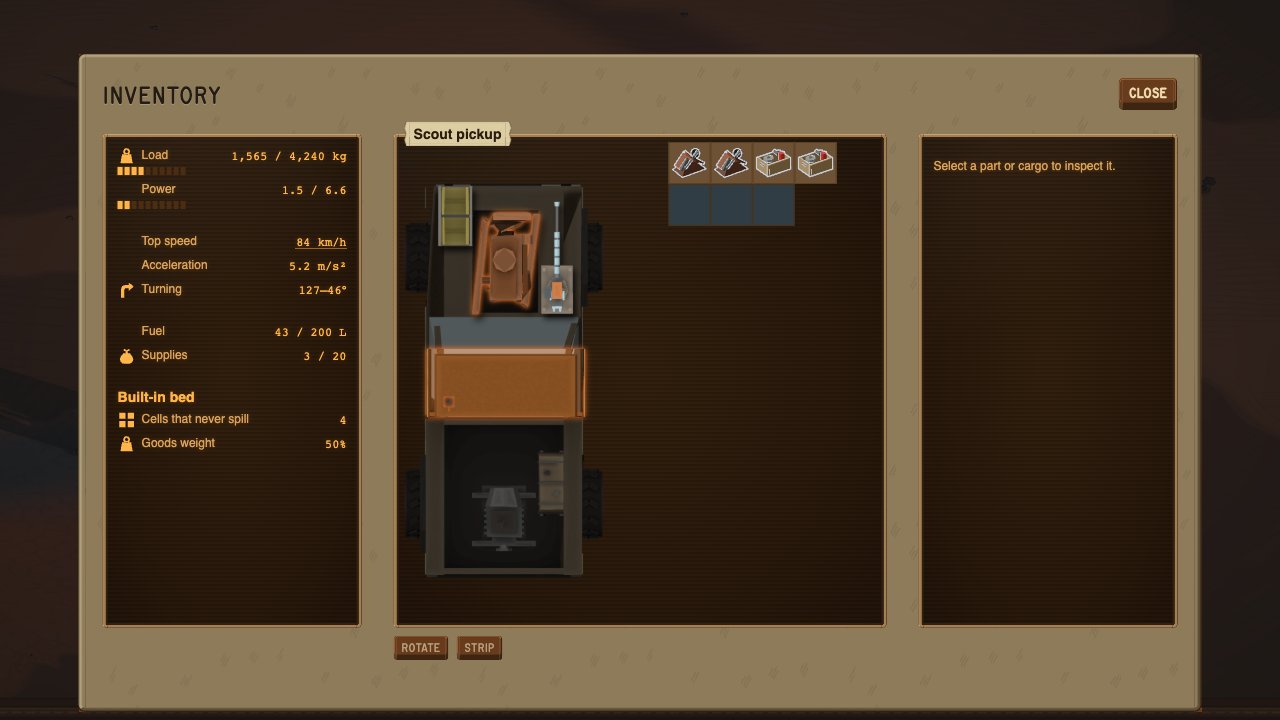 INVENTORY
CLOSE
Scout pickup
Load 1,565 / 4,240 kg
Power 1.5 / 6.6
Top speed 84 km/h
Acceleration 5.2 m/s²
Turning 127–46°
Fuel 43 / 200 L
Supplies 3 / 20
Built-in bed
Cells that never spill 4
Goods weight 50%
Select a part or cargo to inspect it.
ROTATE
STRIP